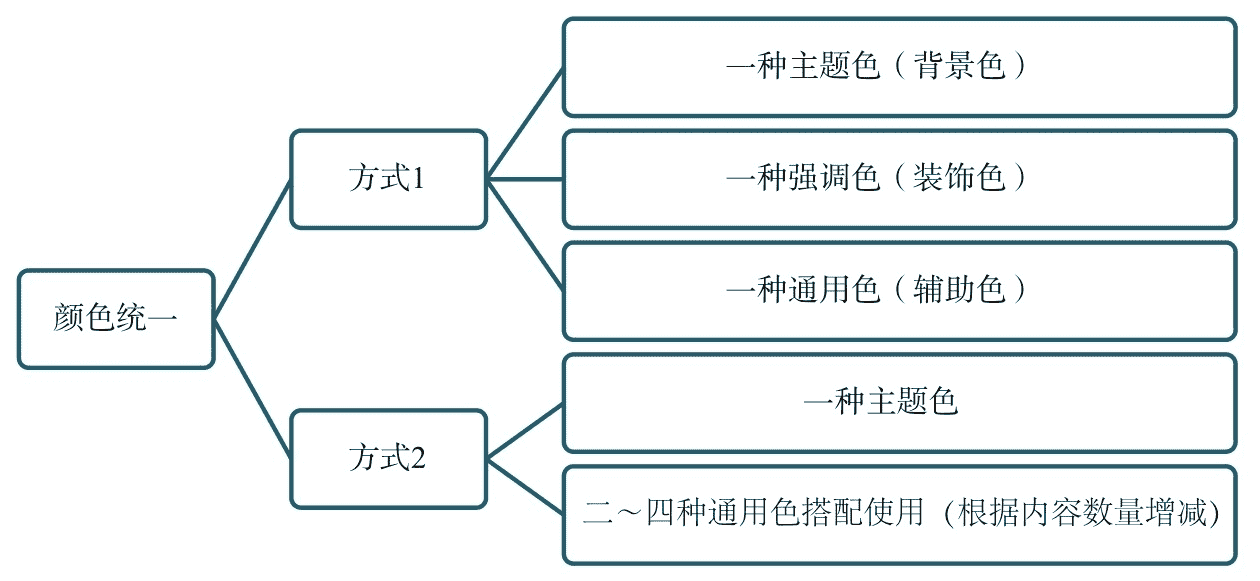 颜色统一
方式1
一种主题色（背景色）
一种强调色（装饰色）
一种通用色（辅助色）
方式2
一种主题色
二～四种通用色搭配使用（根据内容数量增减）